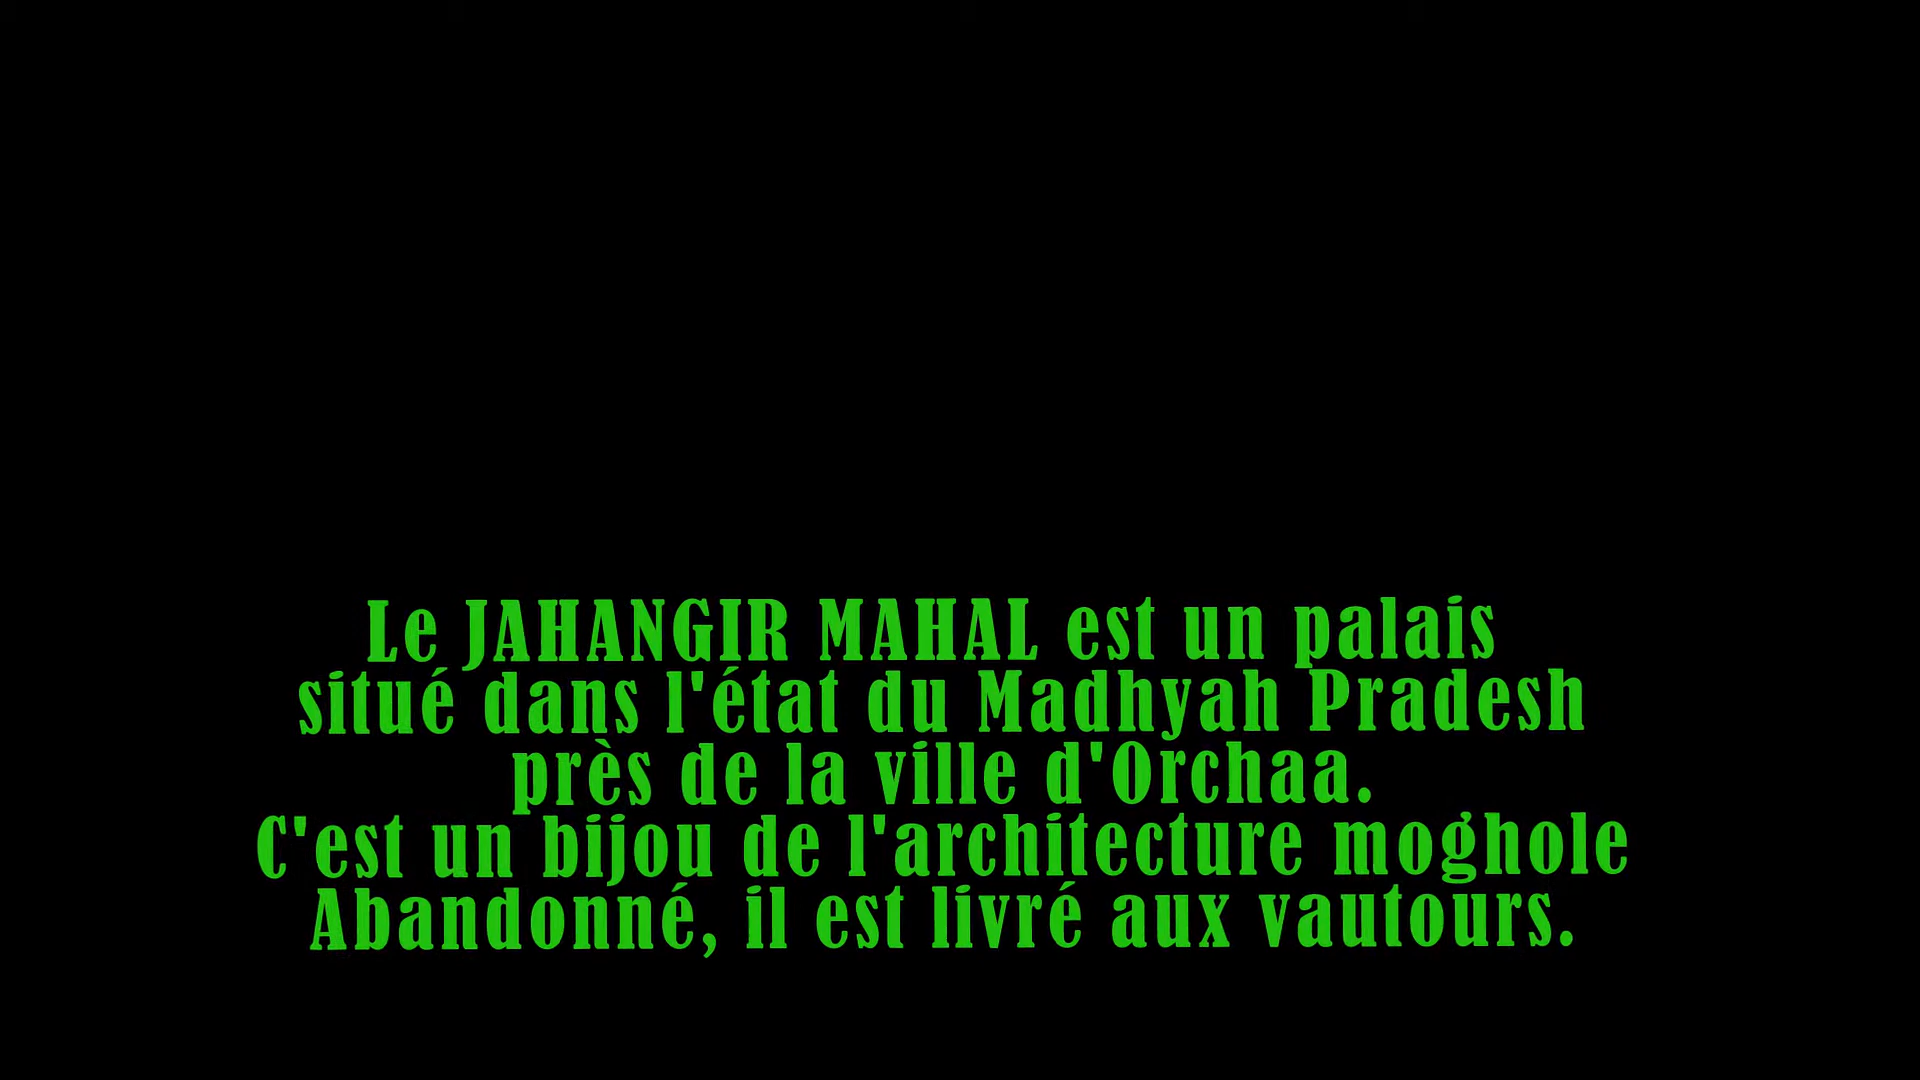 Le JAHANGIR MAHAL est un palais
situé dans l'état du Madhyah Pradesh
près de la ville d'Orchaa.
C'est un bijou de l'architecture moghole
Abandonné, il est livré aux vautours.